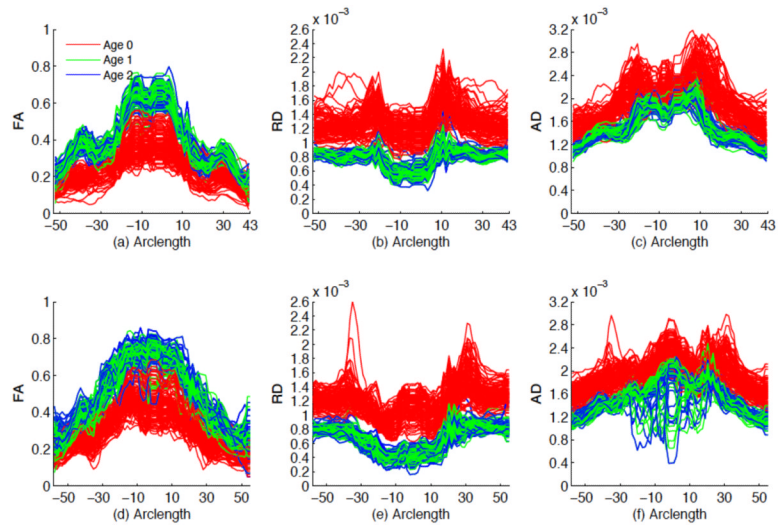 x 10⁻³ x 10⁻³
1 2.6 3.2
Age 0 2.4
Age 1 2.2 2.8
0.8 Age 2 2 2.4
1.8
0.6 1.6 2
FA RD 1.4 AD
1.2 1.6
0.4 1
0.8 1.2
0.2 0.6 0.8
0.4 0.4
0.2
0 0 0
−50 −30 −10 10 30 43 −50 −30 −10 10 30 43 −50 −30 −10 10 30 43
(a) Arclength (b) Arclength (c) Arclength
x 10⁻³ x 10⁻³
1 2.6 3.2
2.4
2.2 2.8
0.8 2 2.4
1.8
0.6 1.6 2
FA RD 1.4 AD
1.2 1.6
0.4 1
0.8 1.2
0.2 0.6 0.8
0.4 0.4
0.2
0 0 0
−50 −30 −10 10 30 50 −50 −30 −10 10 30 50 −50 −30 −10 10 30 50
(d) Arclength (e) Arclength (f) Arclength